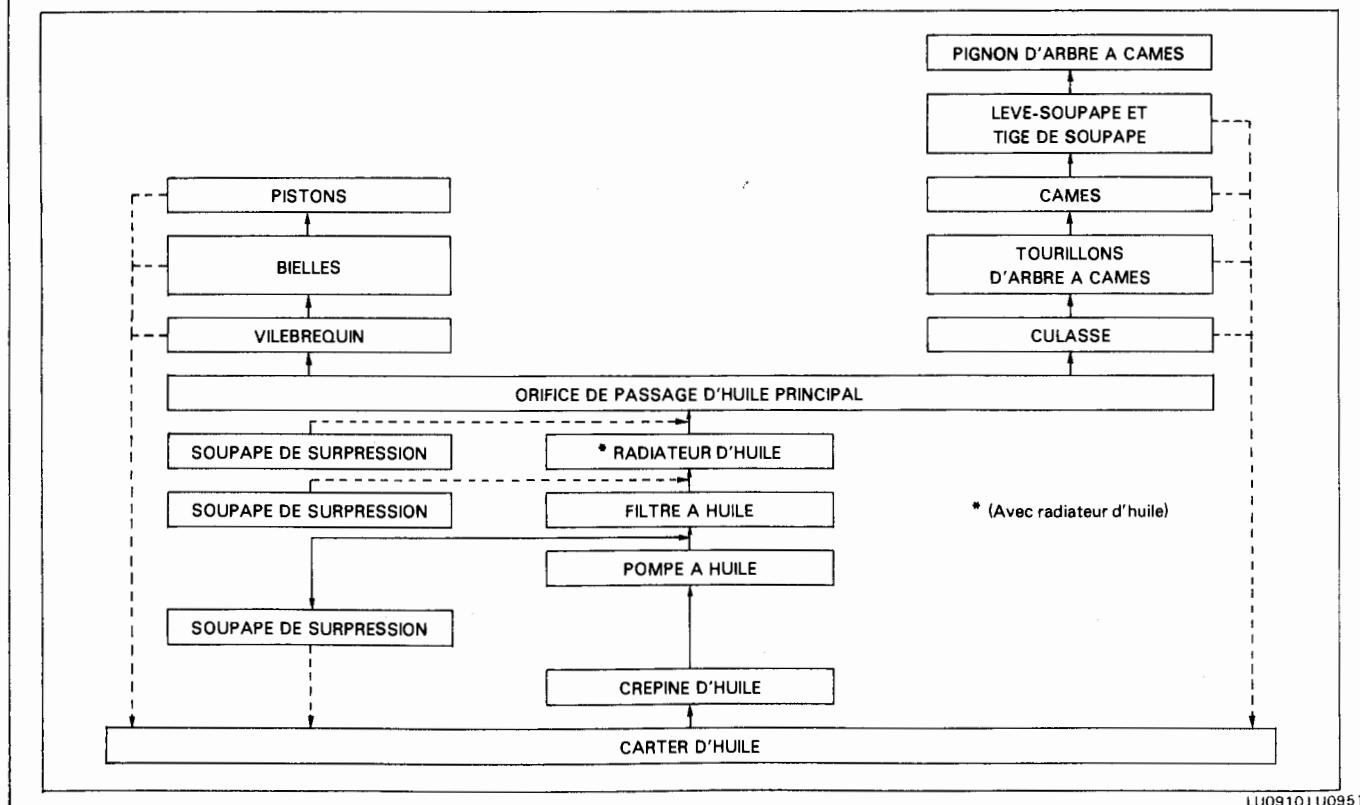 PIGNON D'ARBRE A CAMES
LEVE-SOUPAPE ET
TIGE DE SOUPAPE
PISTONS
CAMES
BIELLES
TOURILLONS
D'ARBRE A CAMES
VILEBREQUIN
CULASSE
ORIFICE DE PASSAGE D'HUILE PRINCIPAL
SOUPAPE DE SURPRESSION
* RADIATEUR D'HUILE
SOUPAPE DE SURPRESSION
FILTRE A HUILE
* (Avec radiateur d'huile)
POMPE A HUILE
SOUPAPE DE SURPRESSION
CREPINE D'HUILE
CARTER D'HUILE